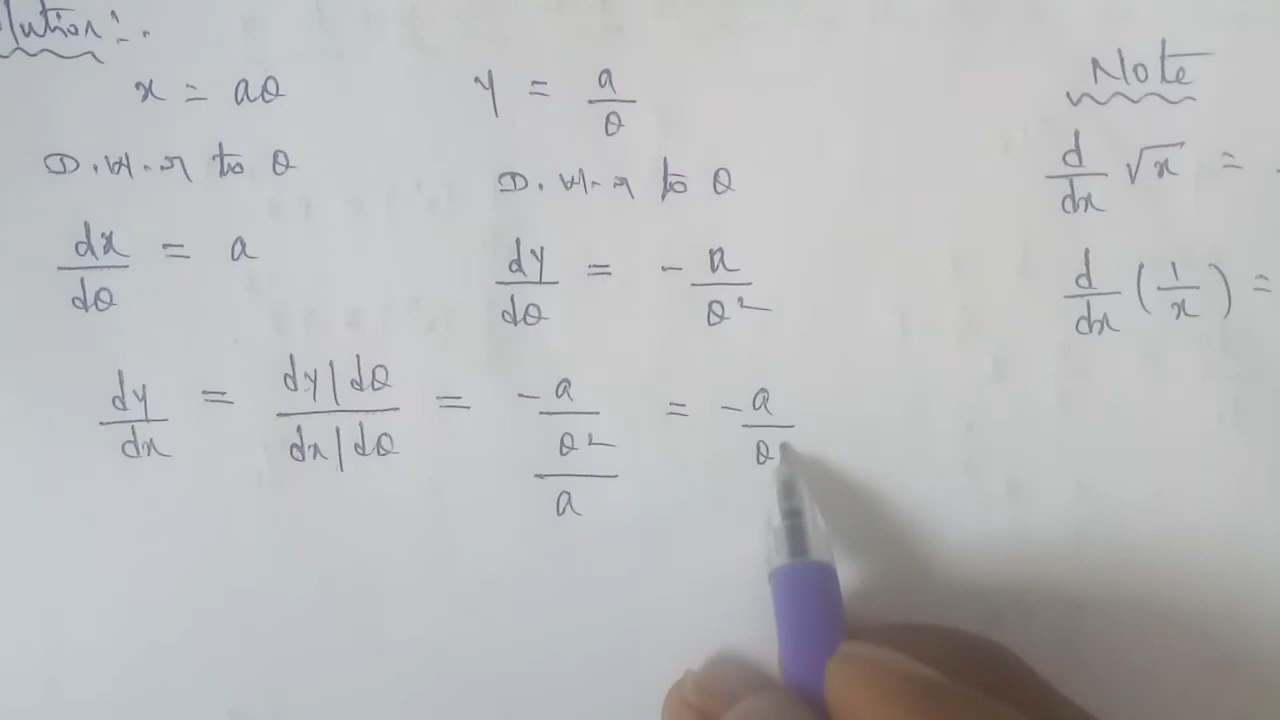 lution:-
x = aθ
y = a/θ
Note
D.w.r to θ
D.w.r to θ
d/dx √x =
dx/dθ = a
dy/dθ = - a/θ²
d/dx (1/x) =
dy/dx = dy|dθ / dx|dθ = -a/θ² / a = -a/θ